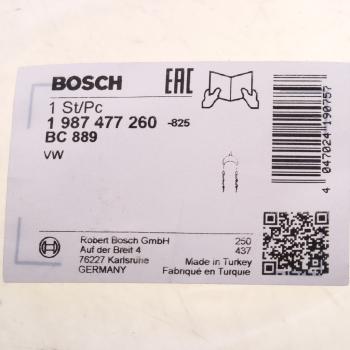 BOSCH
EAC
1 St/Pc
1 987 477 260 -825
BC 889
VW
4 047024 190757
Robert Bosch GmbH
Auf der Breit 4
76227 Karlsruhe
GERMANY
250
437
Made in Turkey
Fabriqué en Turquie